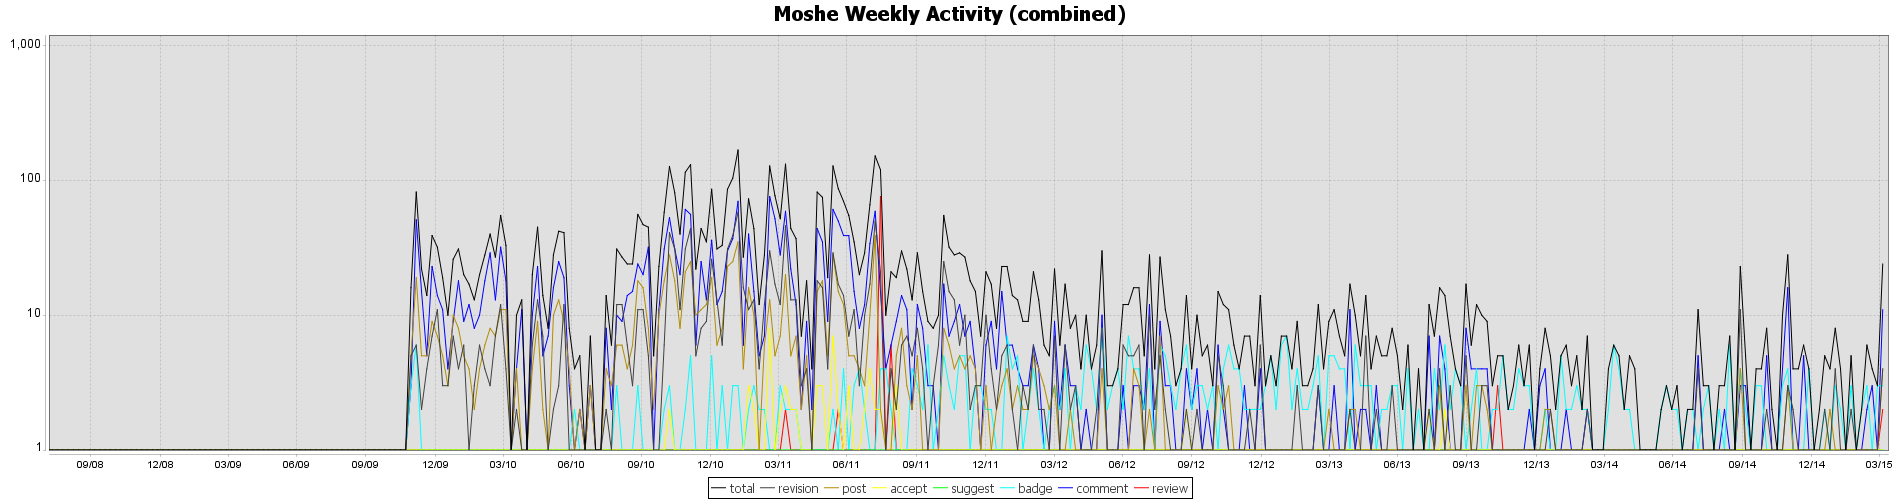 Moshe Weekly Activity (combined)
1,000
100
10
1
09/08 12/08 03/09 06/09 09/09 12/09 03/10 06/10 09/10 12/10 03/11 06/11 09/11 12/11 03/12 06/12 09/12 12/12 03/13 06/13 09/13 12/13 03/14 06/14 09/14 12/14 03/15
total revision post accept suggest badge comment review